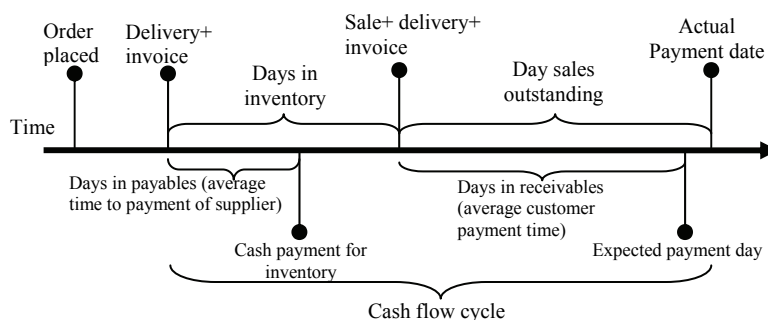 Order
placed
Delivery+
invoice
Sale+ delivery+
invoice
Actual
Payment date
Days in
inventory
Day sales
outstanding
Time
Days in payables (average
time to payment of supplier)
Days in receivables
(average customer
payment time)
Cash payment for
inventory
Expected payment day
Cash flow cycle